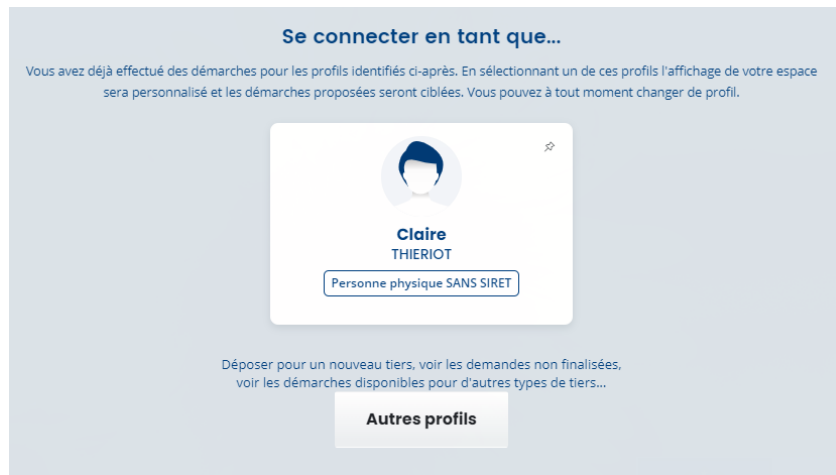 Se connecter en tant que...
Vous avez déjà effectué des démarches pour les profils identifiés ci-après. En sélectionnant un de ces profils l'affichage de votre espace
sera personnalisé et les démarches proposées seront ciblées. Vous pouvez à tout moment changer de profil.
Claire
THIERIOT
Personne physique SANS SIRET
Déposer pour un nouveau tiers, voir les demandes non finalisées,
voir les démarches disponibles pour d'autres types de tiers...
Autres profils